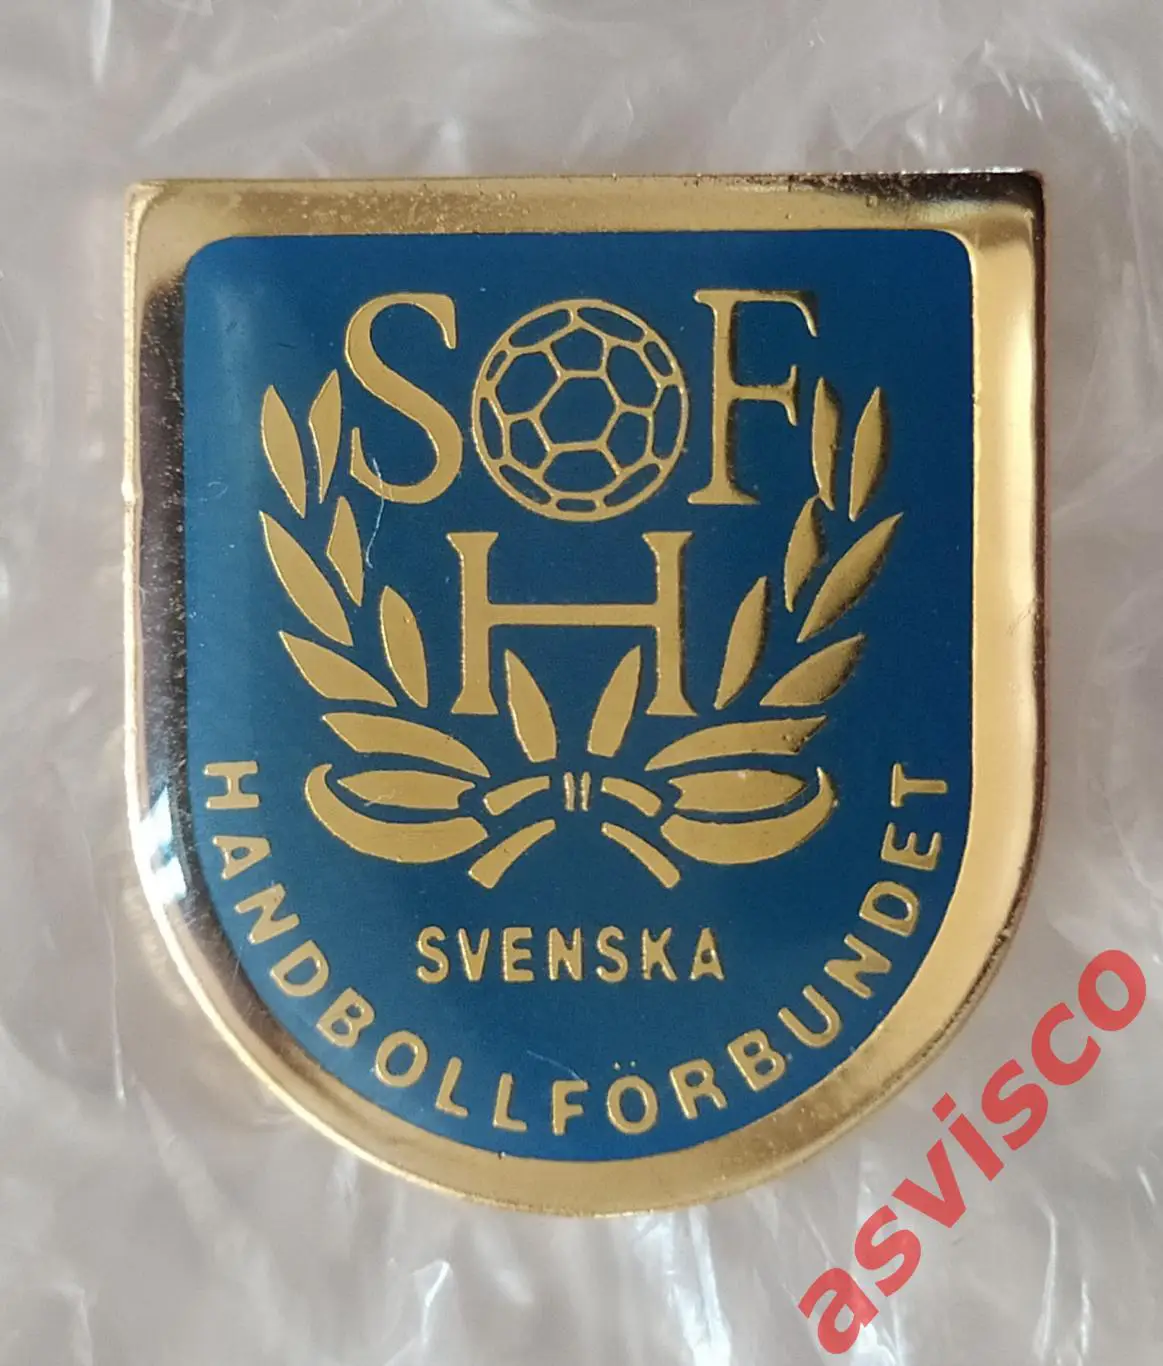 S F
H
SVENSKA
HANDBOLLFÖRBUNDET
asvisco